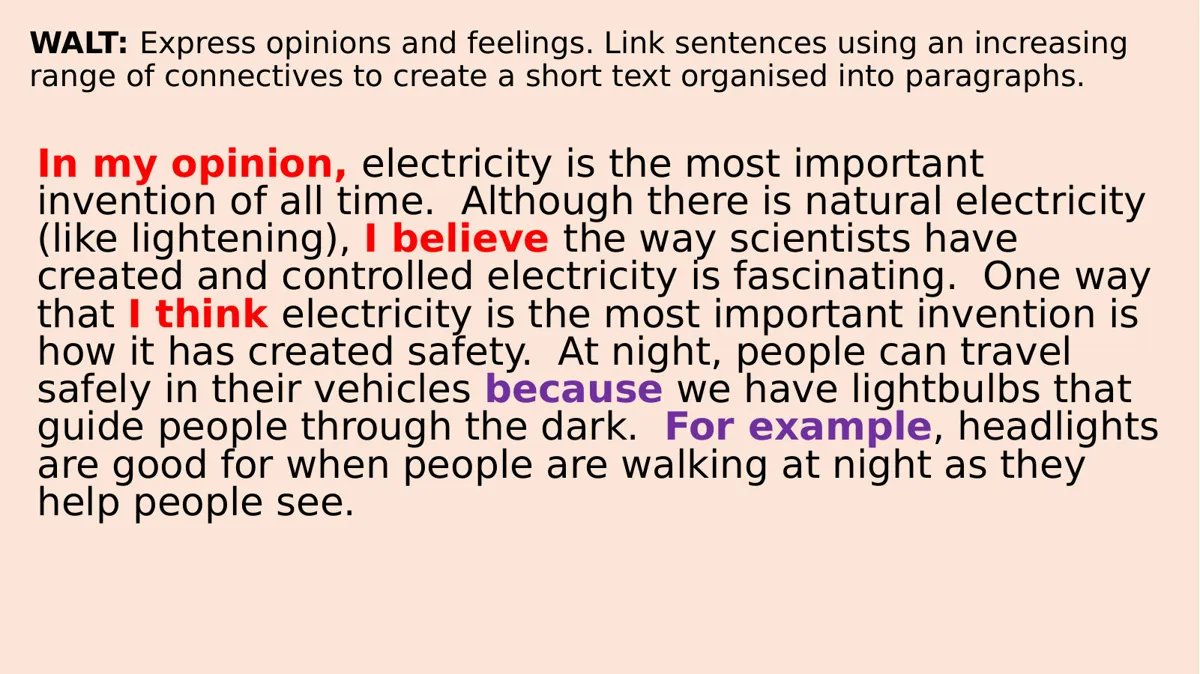 WALT: Express opinions and feelings. Link sentences using an increasing
range of connectives to create a short text organised into paragraphs.
In my opinion, electricity is the most important
invention of all time.  Although there is natural electricity
(like lightening), I believe the way scientists have
created and controlled electricity is fascinating.  One way
that I think electricity is the most important invention is
how it has created safety.  At night, people can travel
safely in their vehicles because we have lightbulbs that
guide people through the dark.  For example, headlights
are good for when people are walking at night as they
help people see.